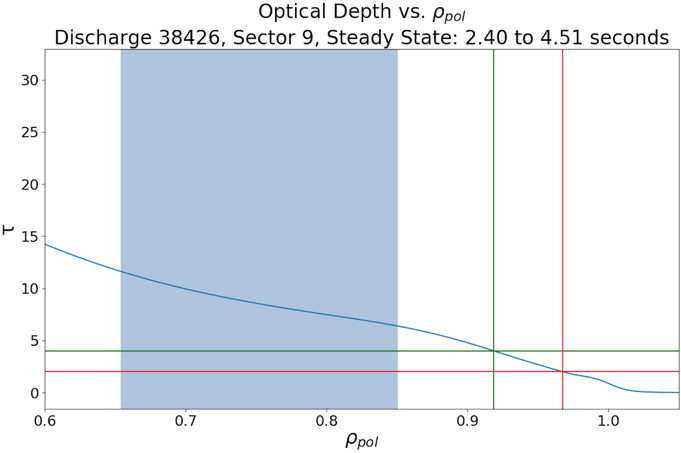 Optical Depth vs. ρpol
Discharge 38426, Sector 9, Steady State: 2.40 to 4.51 seconds
30
25
20
15
10
5
0
τ
0.6 0.7 0.8 0.9 1.0
ρpol